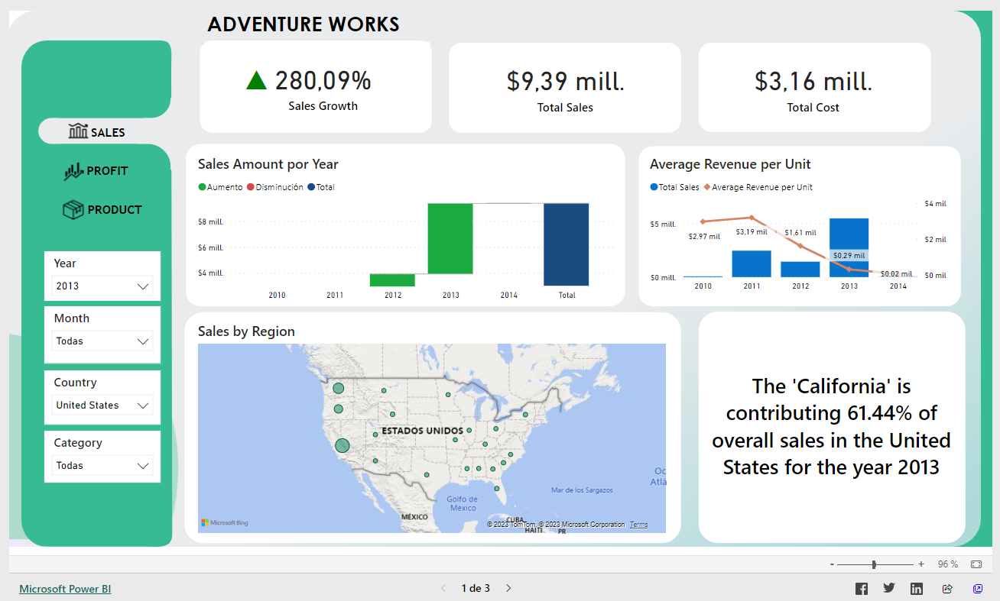 ADVENTURE WORKS
280,09%
Sales Growth
$9,39 mill.
Total Sales
$3,16 mill.
Total Cost
SALES
PROFIT
PRODUCT
Year
2013
Month
Todas
Country
United States
Category
Todas
Sales Amount por Year
Aumento Disminución Total
$8 mill.
$6 mill.
$4 mill.
2010 2011 2012 2013 2014 Total
Average Revenue per Unit
Total Sales Average Revenue per Unit
$4 mil
$5 mill.
$2,97 mil $3,19 mil $1,61 mil
$2 mil
$0,29 mil
$0,02 mil
$0 mill. $0 mil
2010 2011 2012 2013 2014
Sales by Region
ESTADOS UNIDOS
Oc
Atlá
Mar de los Sargazos
Golfo de
México
MÉXICO
CUBA
HAITÍ PR
Microsoft Bing
© 2023 TomTom, © 2023 Microsoft Corporation Terms
The 'California' is
contributing 61.44% of
overall sales in the United
States for the year 2013
- + 96 %
Microsoft Power BI
1 de 3